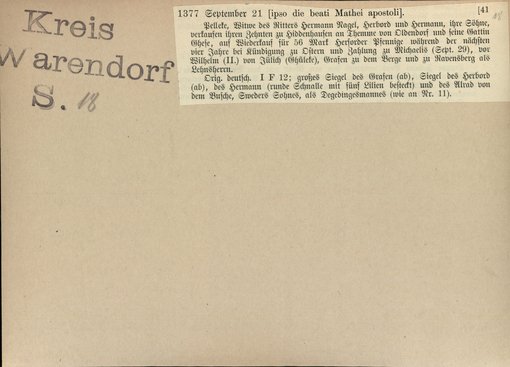 Kreis
Warendorf
S. 18
1377 September 21 [ipso die beati Mathei apostoli]. [41
18.
Pelleke, Witwe des Ritters Hermann Nagel, Herbord und Hermann, ihre Söhne,
verkaufen ihren Zehnten zu Hiddenhausen an Themme von Oldendorf und seine Gattin
Ghese, auf Wiederkauf für 56 Mark Herforder Pfennige während der nächsten
vier Jahre bei Kündigung zu Ostern und Zahlung zu Michaelis (Sept. 29), vor
Wilhelm (II.) von Jülich (Ghüleke), Grafen zu dem Berge und zu Ravensberg als
Lehnsherrn.
Orig. deutsch. I F 12; großes Siegel des Grafen (ab), Siegel des Herbord
(ab), des Hermann (runde Schnalle mit fünf Lilien besteckt) und des Alrad von
dem Busche, Sweders Sohnes, als Degedingesmannes (wie an Nr. 11).